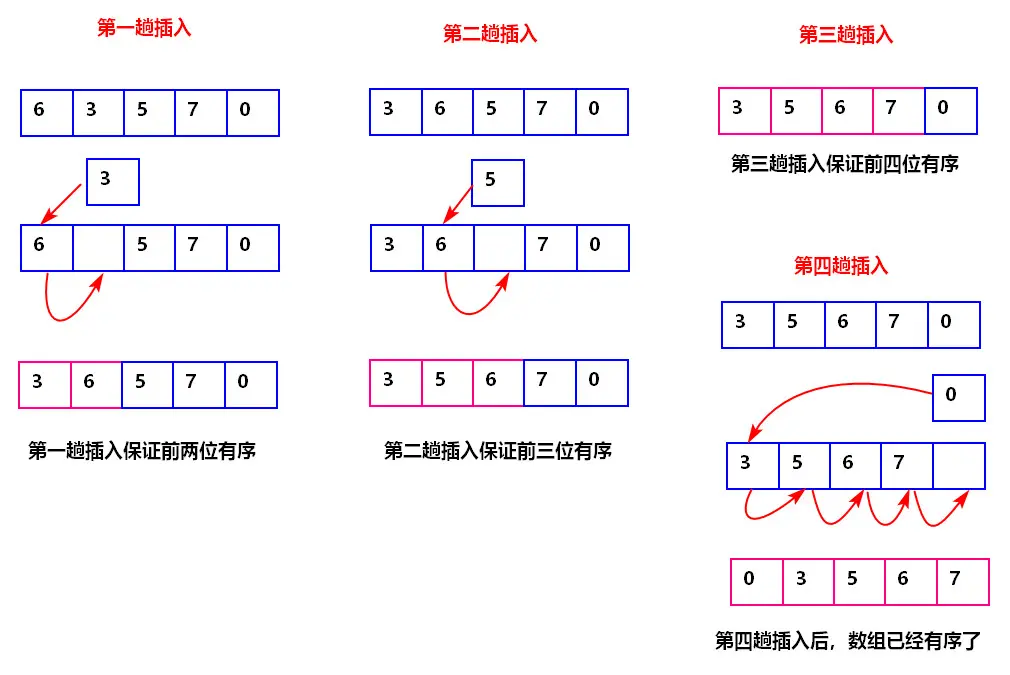 第一趟插入
6 3 5 7 0
3
6 5 7 0
3 6 5 7 0
第一趟插入保证前两位有序
第二趟插入
3 6 5 7 0
5
3 6 7 0
3 5 6 7 0
第二趟插入保证前三位有序
第三趟插入
3 5 6 7 0
第三趟插入保证前四位有序
第四趟插入
3 5 6 7 0
0
3 5 6 7
0 3 5 6 7
第四趟插入后，数组已经有序了